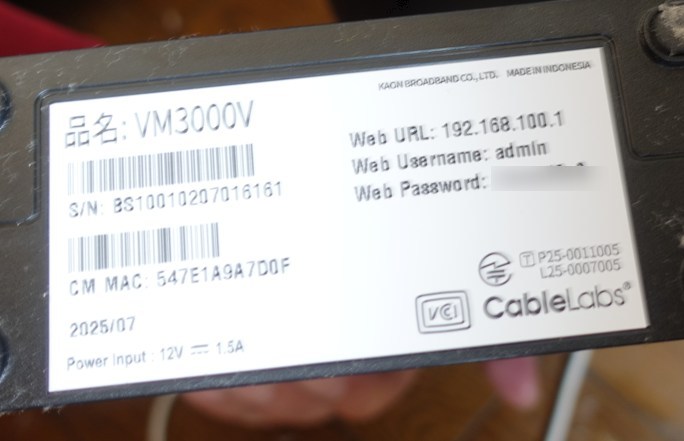 KAON BROADBAND CO., LTD. MADE IN INDONESIA
品名: VM3000V
S/N: BS10010207016161
CM MAC: 547E1A9A7D0F
2025/07
Power Input : 12V ⎓ 1.5A
Web URL: 192.168.100.1
Web Username: admin
Web Password:
T P25-0011005
L25-0007005
VCCI
CableLabs®